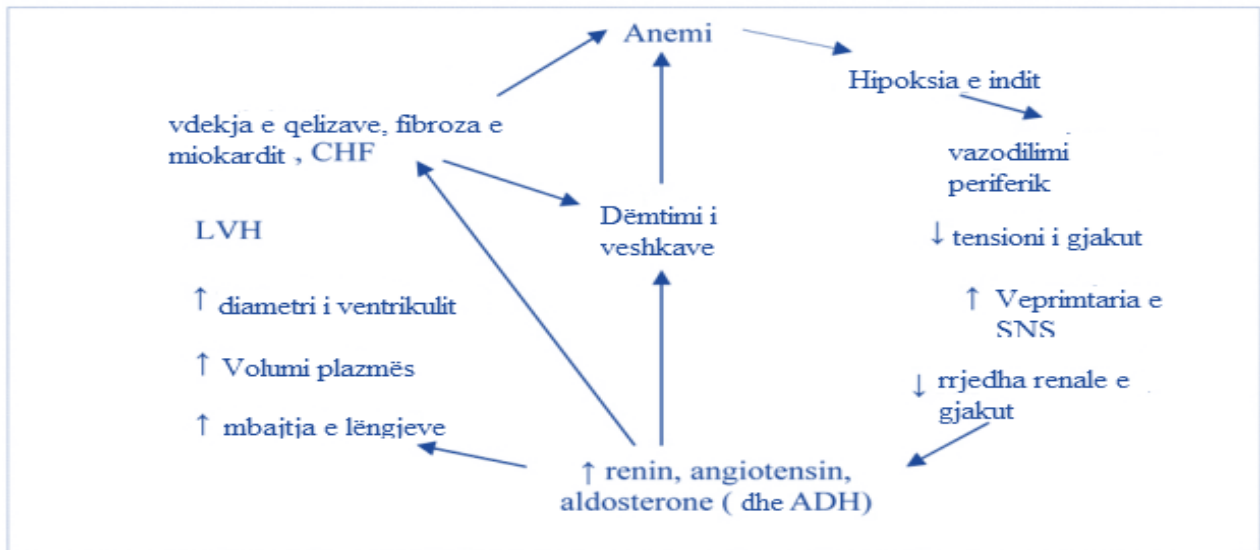 Anemi
Hipoksia e indit
vazodilimi
periferik
↓ tensioni i gjakut
↑ Veprimtaria e
SNS
↓ rrjedha renale e
gjakut
↑ renin, angiotensin,
aldosterone ( dhe ADH)
↑ mbajtja e lëngjeve
↑ Volumi plazmës
↑ diametri i ventrikulit
LVH
vdekja e qelizave, fibroza e
miokardit , CHF
Dëmtimi i
veshkave